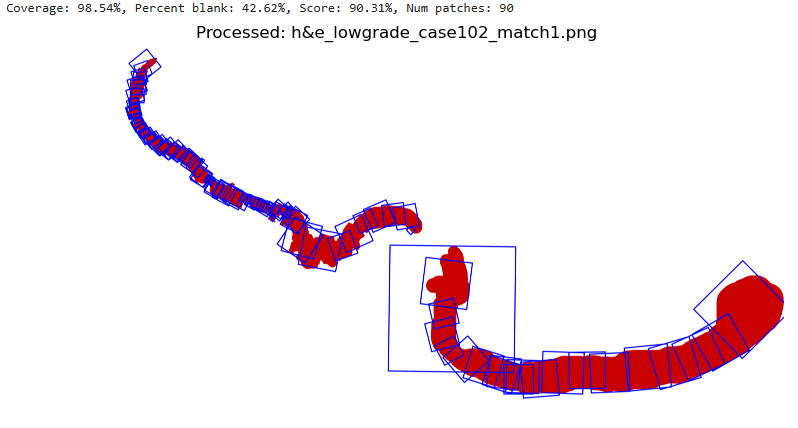 Coverage: 98.54%, Percent blank: 42.62%, Score: 90.31%, Num patches: 90
Processed: h&e_lowgrade_case102_match1.png